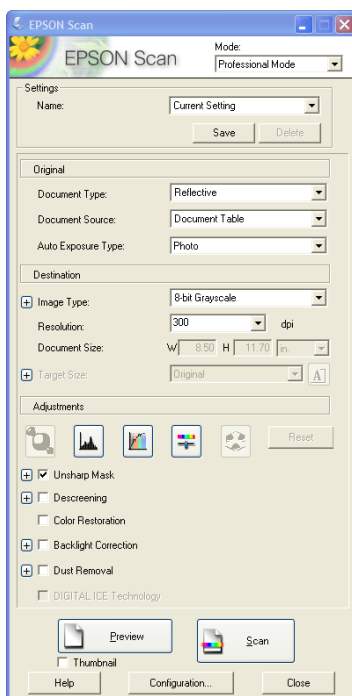 EPSON Scan
EPSON Scan
Mode:
Professional Mode
Settings
Name: Current Setting
Save Delete
Original
Document Type: Reflective
Document Source: Document Table
Auto Exposure Type: Photo
Destination
Image Type: 8-bit Grayscale
Resolution: 300 dpi
Document Size: W 8.50 H 11.70 in.
Target Size: Original A
Adjustments
Reset
Unsharp Mask
Descreening
Color Restoration
Backlight Correction
Dust Removal
DIGITAL ICE Technology
Preview Scan
Thumbnail
Help Configuration... Close